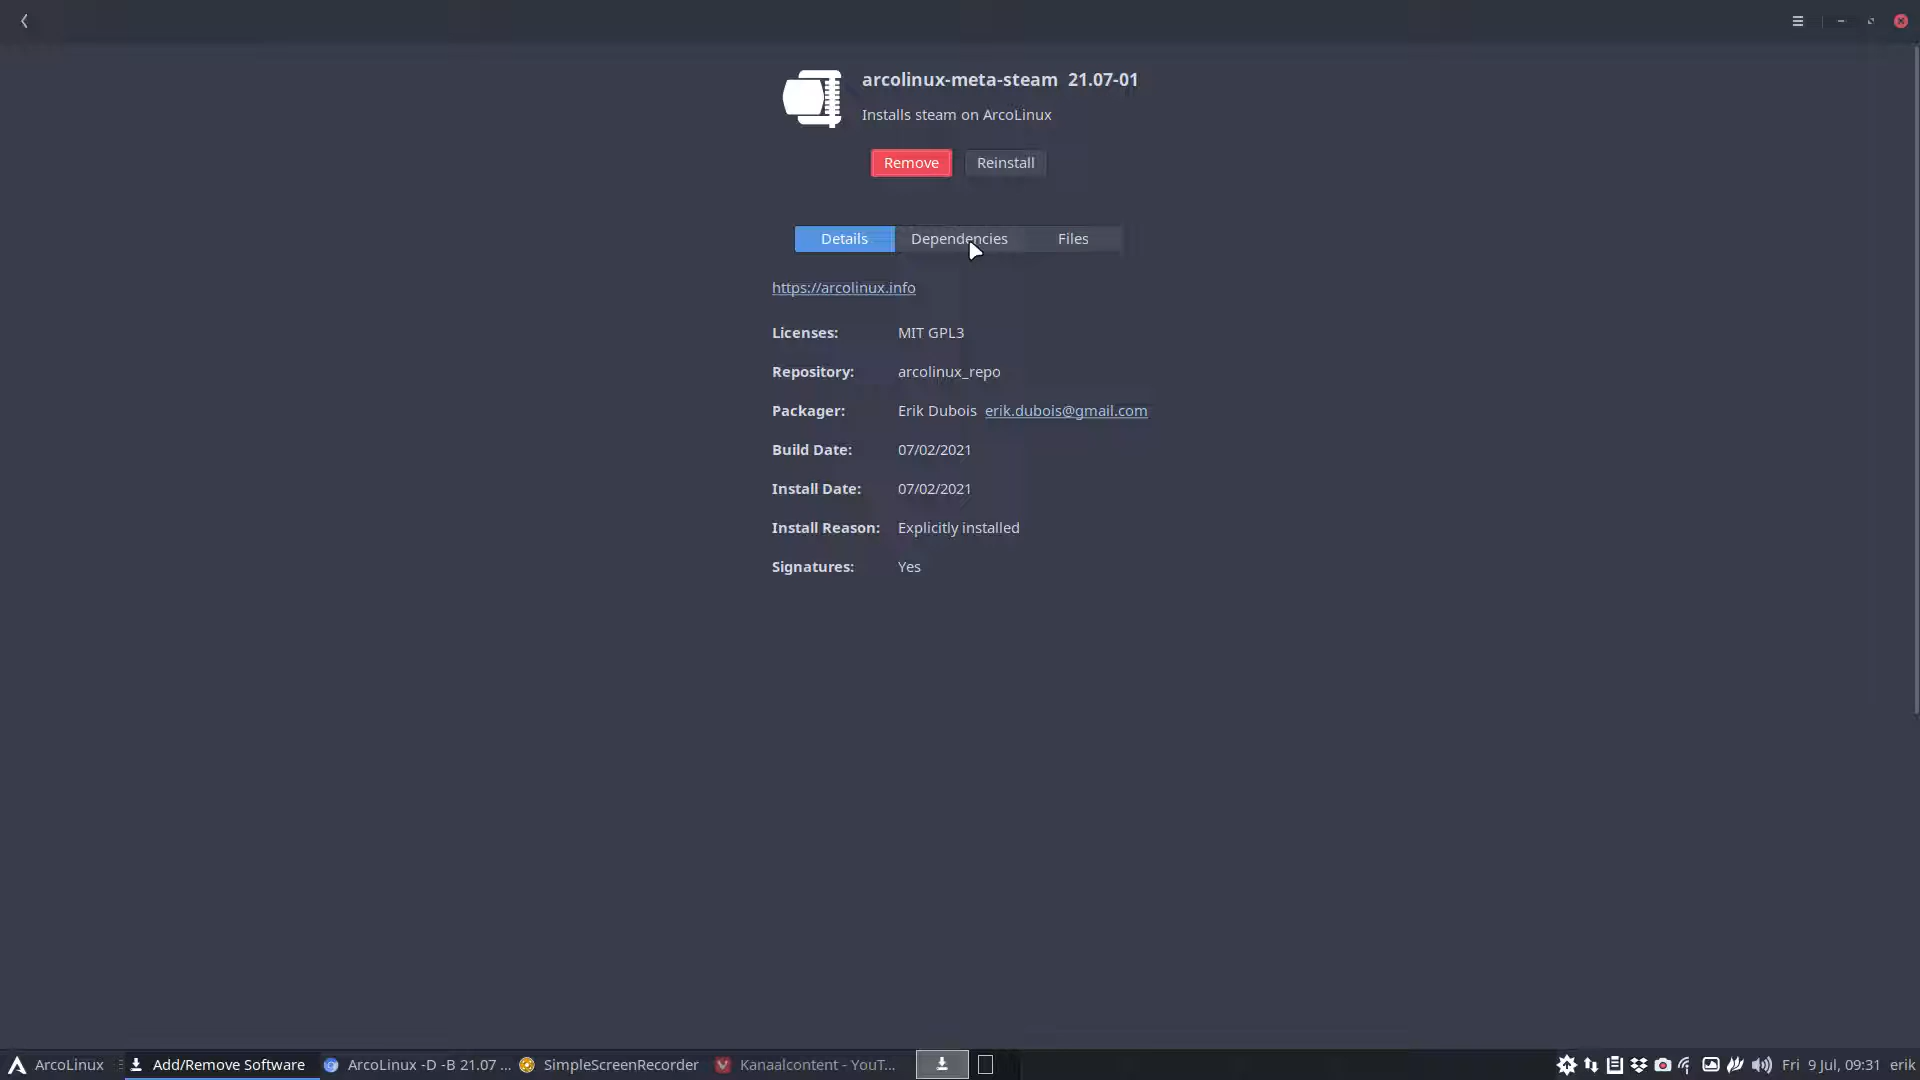 arcolinux-meta-steam 21.07-01
Installs steam on ArcoLinux
Remove Reinstall
Details Dependencies Files
https://arcolinux.info
Licenses: MIT GPL3
Repository: arcolinux_repo
Packager: Erik Dubois erik.dubois@gmail.com
Build Date: 07/02/2021
Install Date: 07/02/2021
Install Reason: Explicitly installed
Signatures: Yes
ArcoLinux Add/Remove Software ArcoLinux -D -B 21.07 ... SimpleScreenRecorder Kanaalcontent - YouT... Fri 9 Jul, 09:31 erik